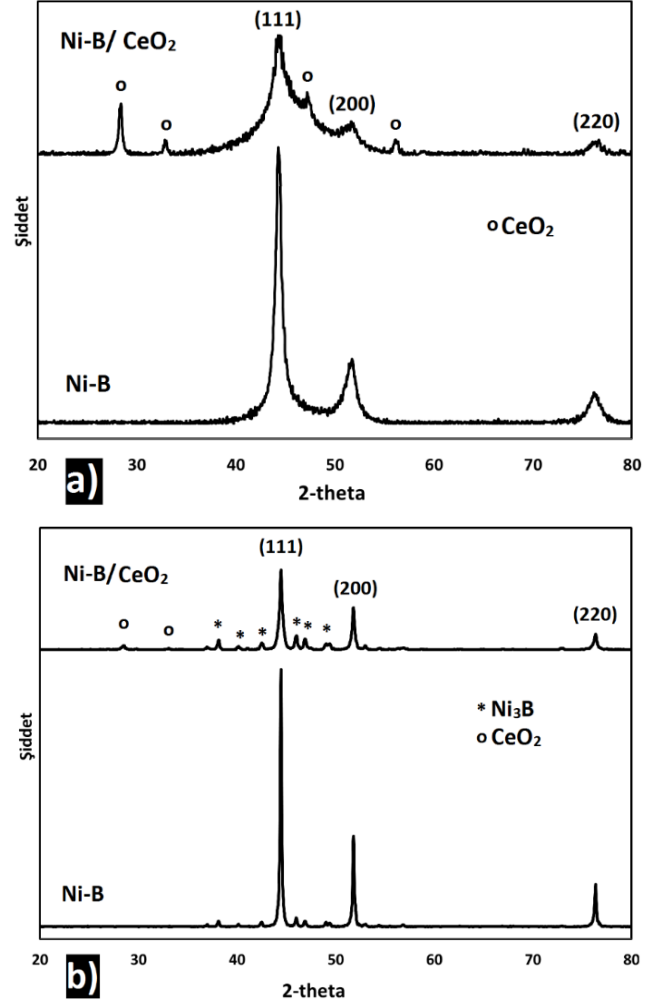 (111)
Ni-B/ CeO₂
o
o
o
(200)
o
(220)
o CeO₂
Şiddet
Ni-B
20 30 40 50 60 70 80
a)
2-theta
(111)
Ni-B/CeO₂
(200)
o o * * * * * *
(220)
* Ni₃B
o CeO₂
Şiddet
Ni-B
20 30 40 50 60 70 80
b)
2-theta